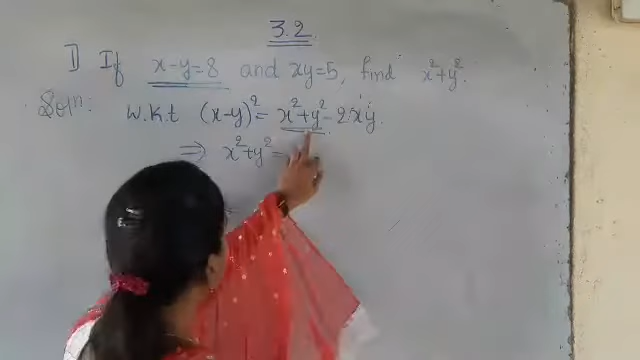 3.2
1) If x-y=8 and xy=5, find x²+y².
Soln: W.K.t (x-y)² = x²+y²-2xy
⇒ x²+y² =